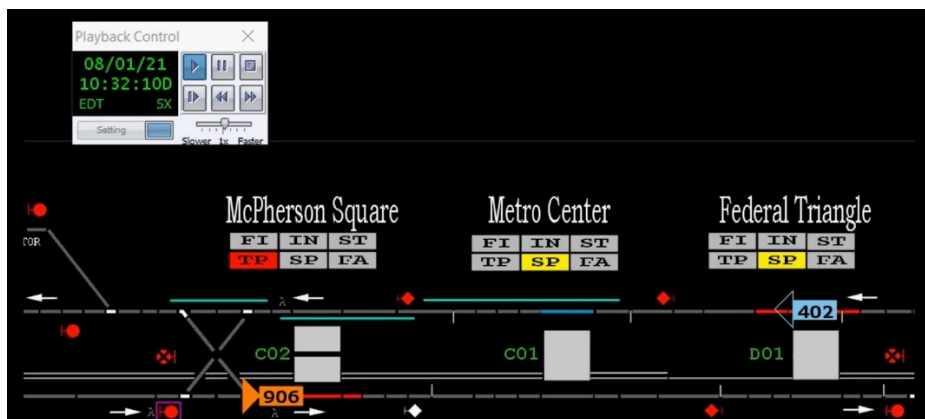 Playback Control
08/01/21
10:32:10D
EDT 5X
Setting
Slower 1x Faster
McPherson Square Metro Center Federal Triangle
FI IN ST FI IN ST FI IN ST
TP SP FA TP SP FA TP SP FA
TOR
402
C02 C01 D01
906